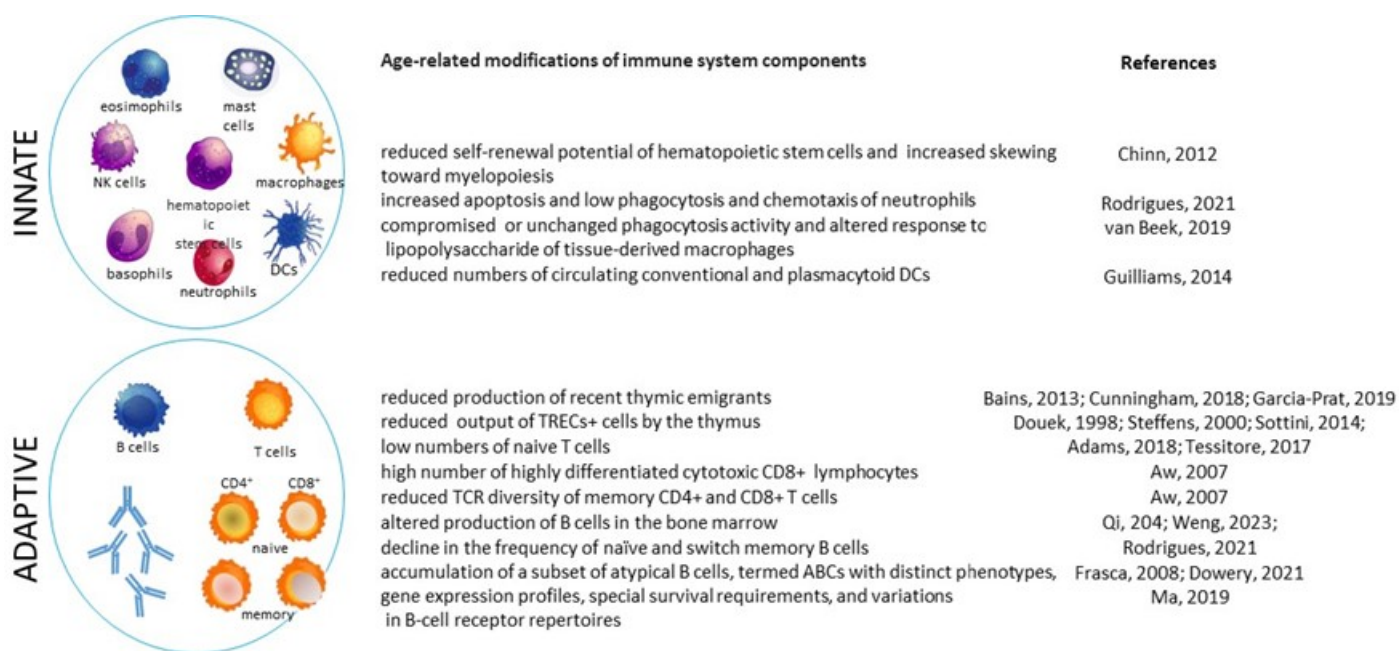 INNATE
eosimophils
mast
cells
NK cells
macrophages
hematopoiet
ic
stem cells
basophils
DCs
neutrophils
Age-related modifications of immune system components
References
reduced self-renewal potential of hematopoietic stem cells and increased skewing
toward myelopoiesis
Chinn, 2012
increased apoptosis and low phagocytosis and chemotaxis of neutrophils
Rodrigues, 2021
compromised or unchanged phagocytosis activity and altered response to
van Beek, 2019
lipopolysaccharide of tissue-derived macrophages
reduced numbers of circulating conventional and plasmacytoid DCs
Guilliams, 2014
ADAPTIVE
B cells
T cells
CD4⁺
CD8⁺
naive
memory
reduced production of recent thymic emigrants
Bains, 2013; Cunningham, 2018; Garcia-Prat, 2019
reduced output of TRECs+ cells by the thymus
Douek, 1998; Steffens, 2000; Sottini, 2014;
low numbers of naive T cells
Adams, 2018; Tessitore, 2017
high number of highly differentiated cytotoxic CD8+ lymphocytes
Aw, 2007
reduced TCR diversity of memory CD4+ and CD8+ T cells
Aw, 2007
altered production of B cells in the bone marrow
Qi, 204; Weng, 2023;
decline in the frequency of naïve and switch memory B cells
Rodrigues, 2021
accumulation of a subset of atypical B cells, termed ABCs with distinct phenotypes,
Frasca, 2008; Dowery, 2021
gene expression profiles, special survival requirements, and variations
Ma, 2019
in B-cell receptor repertoires